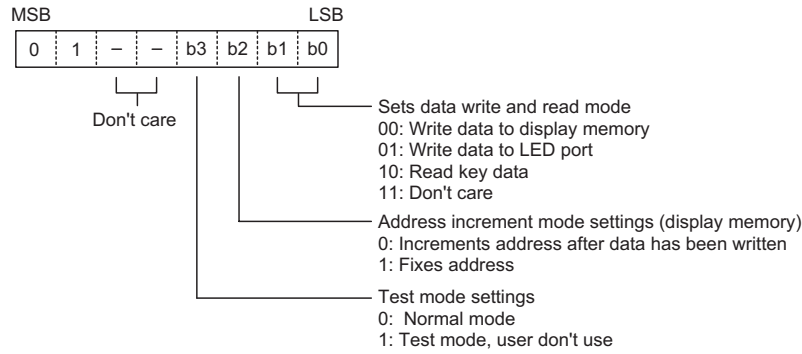 MSB LSB
0 1 – – b3 b2 b1 b0
Don't care
Sets data write and read mode
00: Write data to display memory
01: Write data to LED port
10: Read key data
11: Don't care
Address increment mode settings (display memory)
0: Increments address after data has been written
1: Fixes address
Test mode settings
0: Normal mode
1: Test mode, user don't use